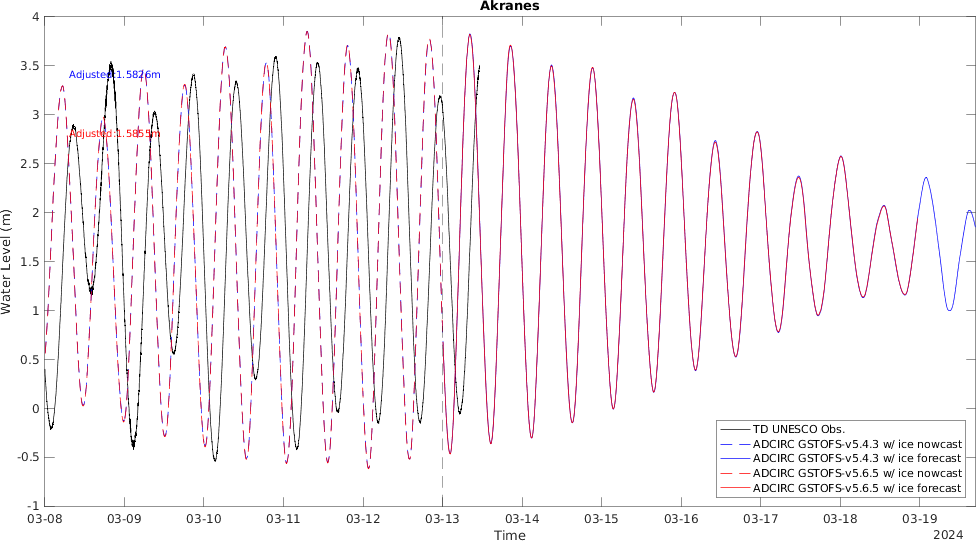 Akranes
4
3.5
3
2.5
2
1.5
1
0.5
0
-0.5
-1
Water Level (m)
Adjusted:1.5826m
Adjusted:1.5855m
TD UNESCO Obs.
ADCIRC GSTOFS-v5.4.3 w/ ice nowcast
ADCIRC GSTOFS-v5.4.3 w/ ice forecast
ADCIRC GSTOFS-v5.6.5 w/ ice nowcast
ADCIRC GSTOFS-v5.6.5 w/ ice forecast
03-08 03-09 03-10 03-11 03-12 03-13 03-14 03-15 03-16 03-17 03-18 03-19
Time
2024